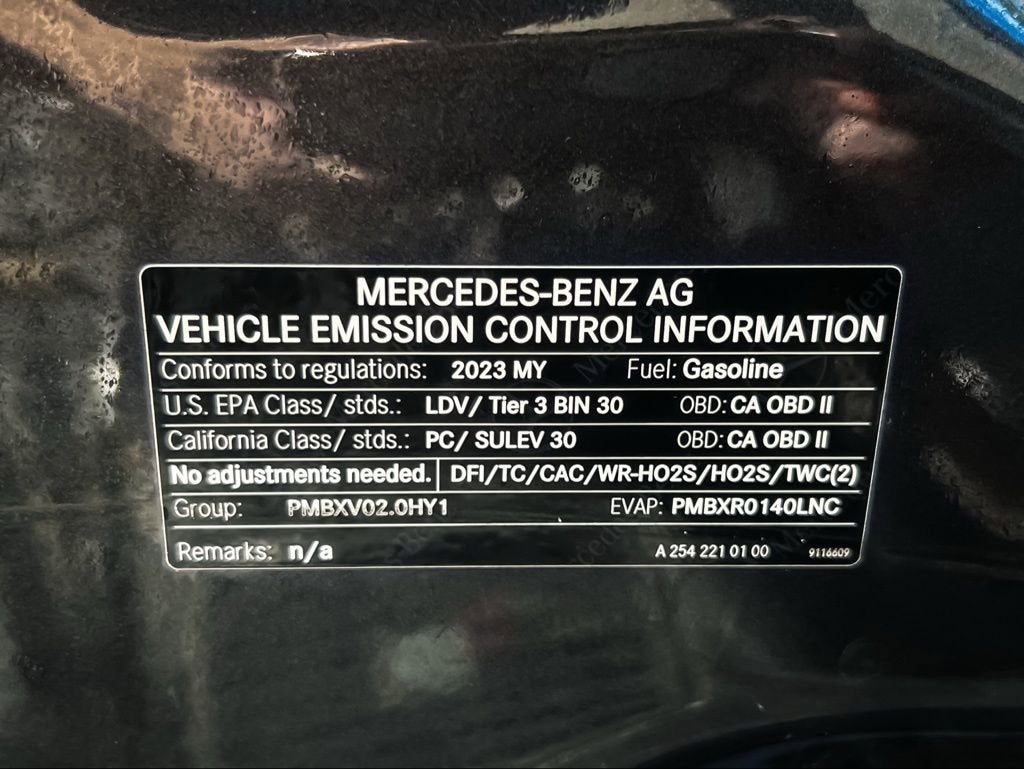 MERCEDES-BENZ AG
VEHICLE EMISSION CONTROL INFORMATION
Conforms to regulations: 2023 MY Fuel: Gasoline
U.S. EPA Class/ stds.: LDV/ Tier 3 BIN 30 OBD: CA OBD II
California Class/ stds.: PC/ SULEV 30 OBD: CA OBD II
No adjustments needed. DFI/TC/CAC/WR-HO2S/HO2S/TWC(2)
Group: PMBXV02.0HY1 EVAP: PMBXR0140LNC
Remarks: n/a A 254 221 01 00 9116609